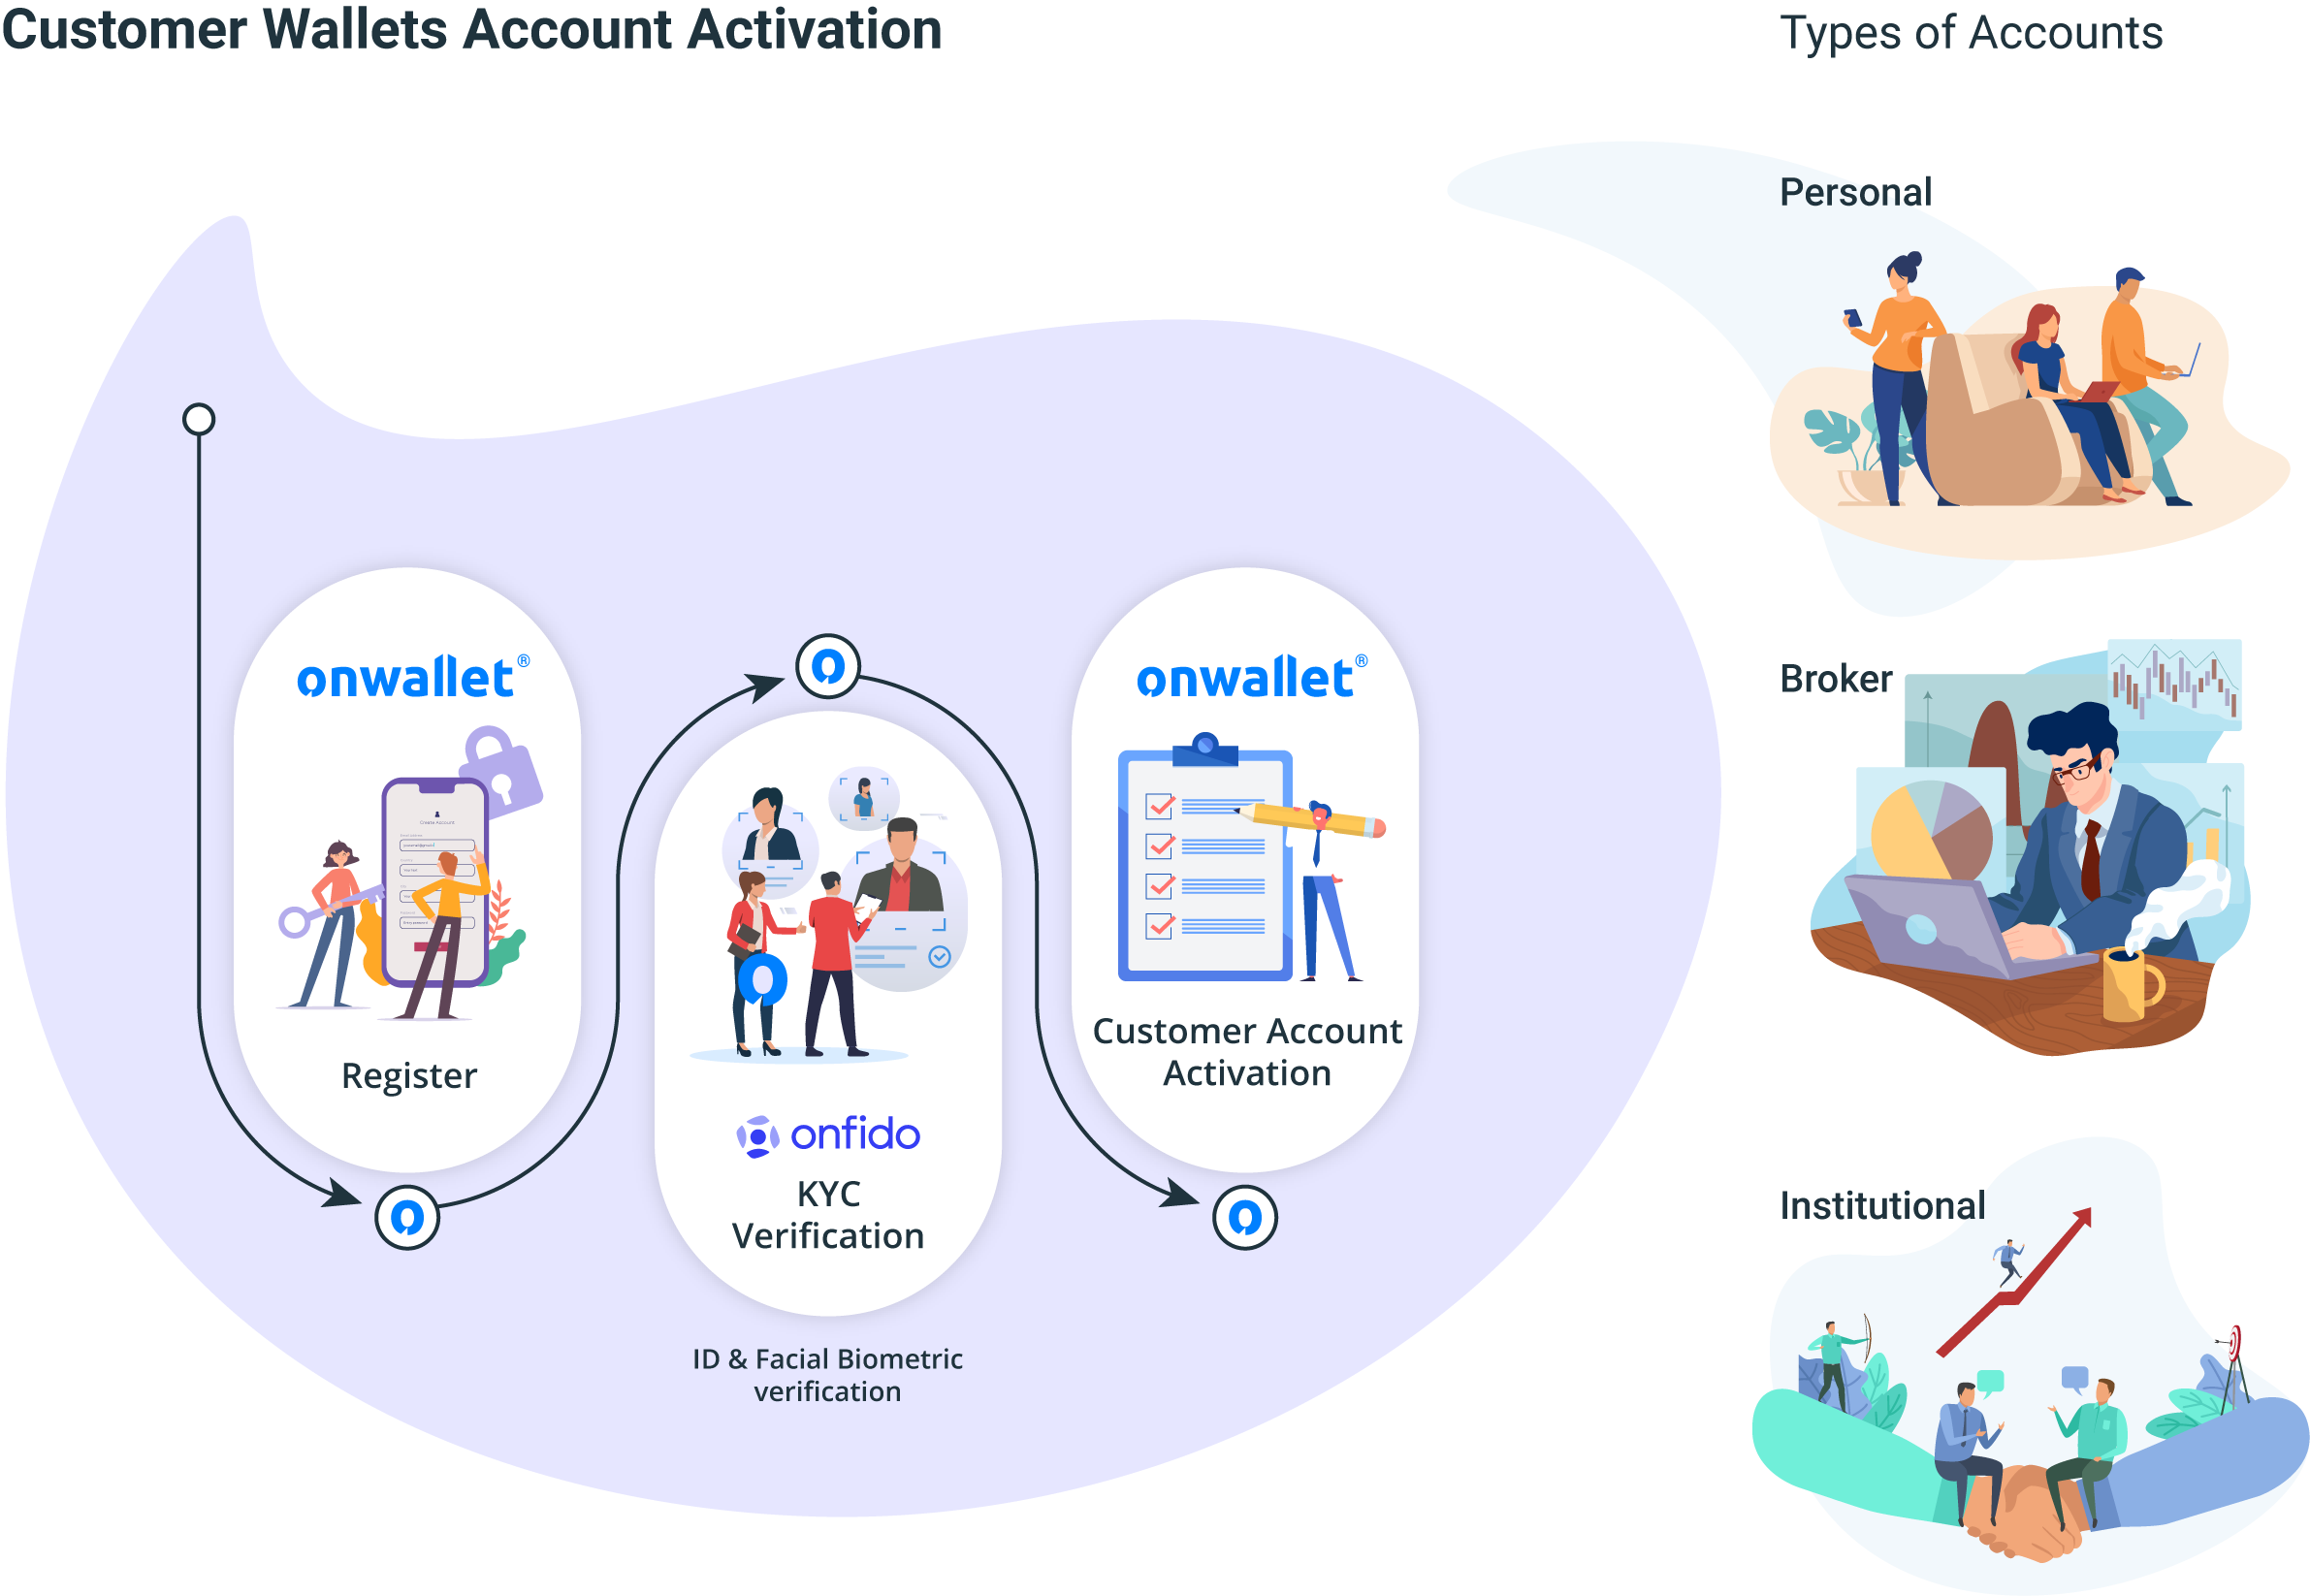 Customer Wallets Account Activation
Types of Accounts
Personal
Broker
Institutional
onwallet®
Create Account
Register
onfido
KYC
Verification
ID & Facial Biometric
verification
onwallet®
Customer Account
Activation